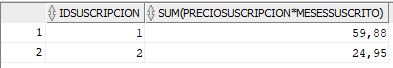 IDSUSCRIPCION SUM(PRECIOSUSCRIPCION*MESESSUSCRITO)
1 1 59,88
2 2 24,95